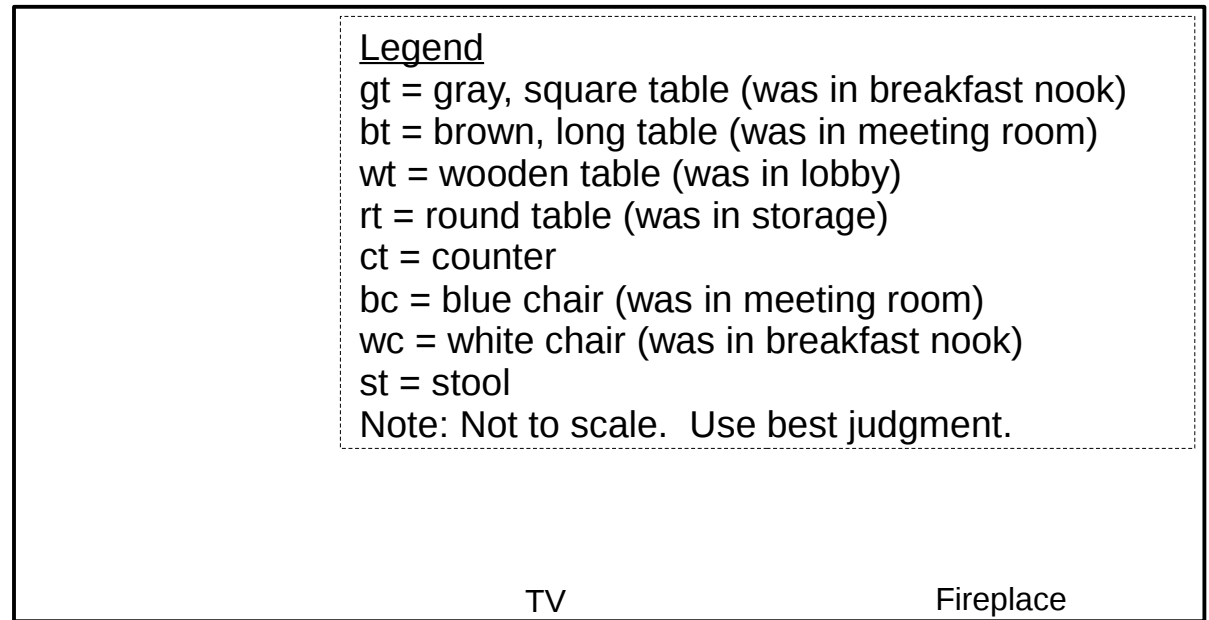 Legend
gt = gray, square table (was in breakfast nook)
bt = brown, long table (was in meeting room)
wt = wooden table (was in lobby)
rt = round table (was in storage)
ct = counter
bc = blue chair (was in meeting room)
wc = white chair (was in breakfast nook)
st = stool
Note: Not to scale.  Use best judgment.
TV Fireplace